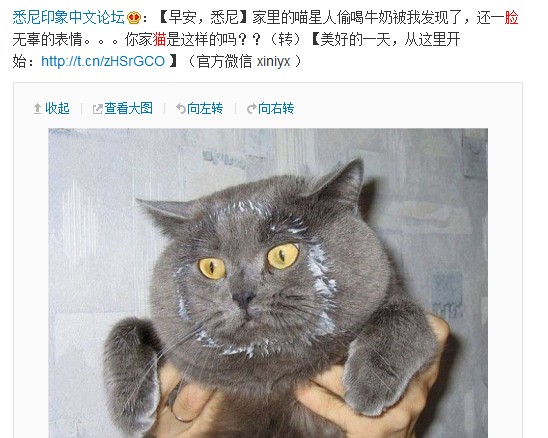 悉尼印象中文论坛：【早安，悉尼】家里的喵星人偷喝牛奶被我发现了，还一脸
无辜的表情。。。你家猫是这样的吗？？（转）【美好的一天，从这里开
始：http://t.cn/zHSrGCO 】（官方微信 xiniyx ）
收起 查看大图 向左转 向右转